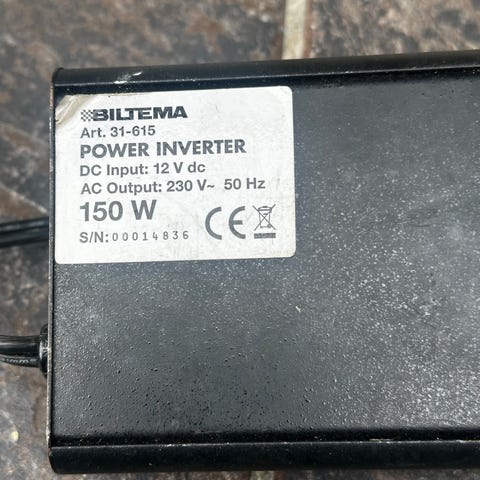 BILTEMA
Art. 31-615
POWER INVERTER
DC Input: 12 V dc
AC Output: 230 V~ 50 Hz
150 W
CE
S/N: 00014836